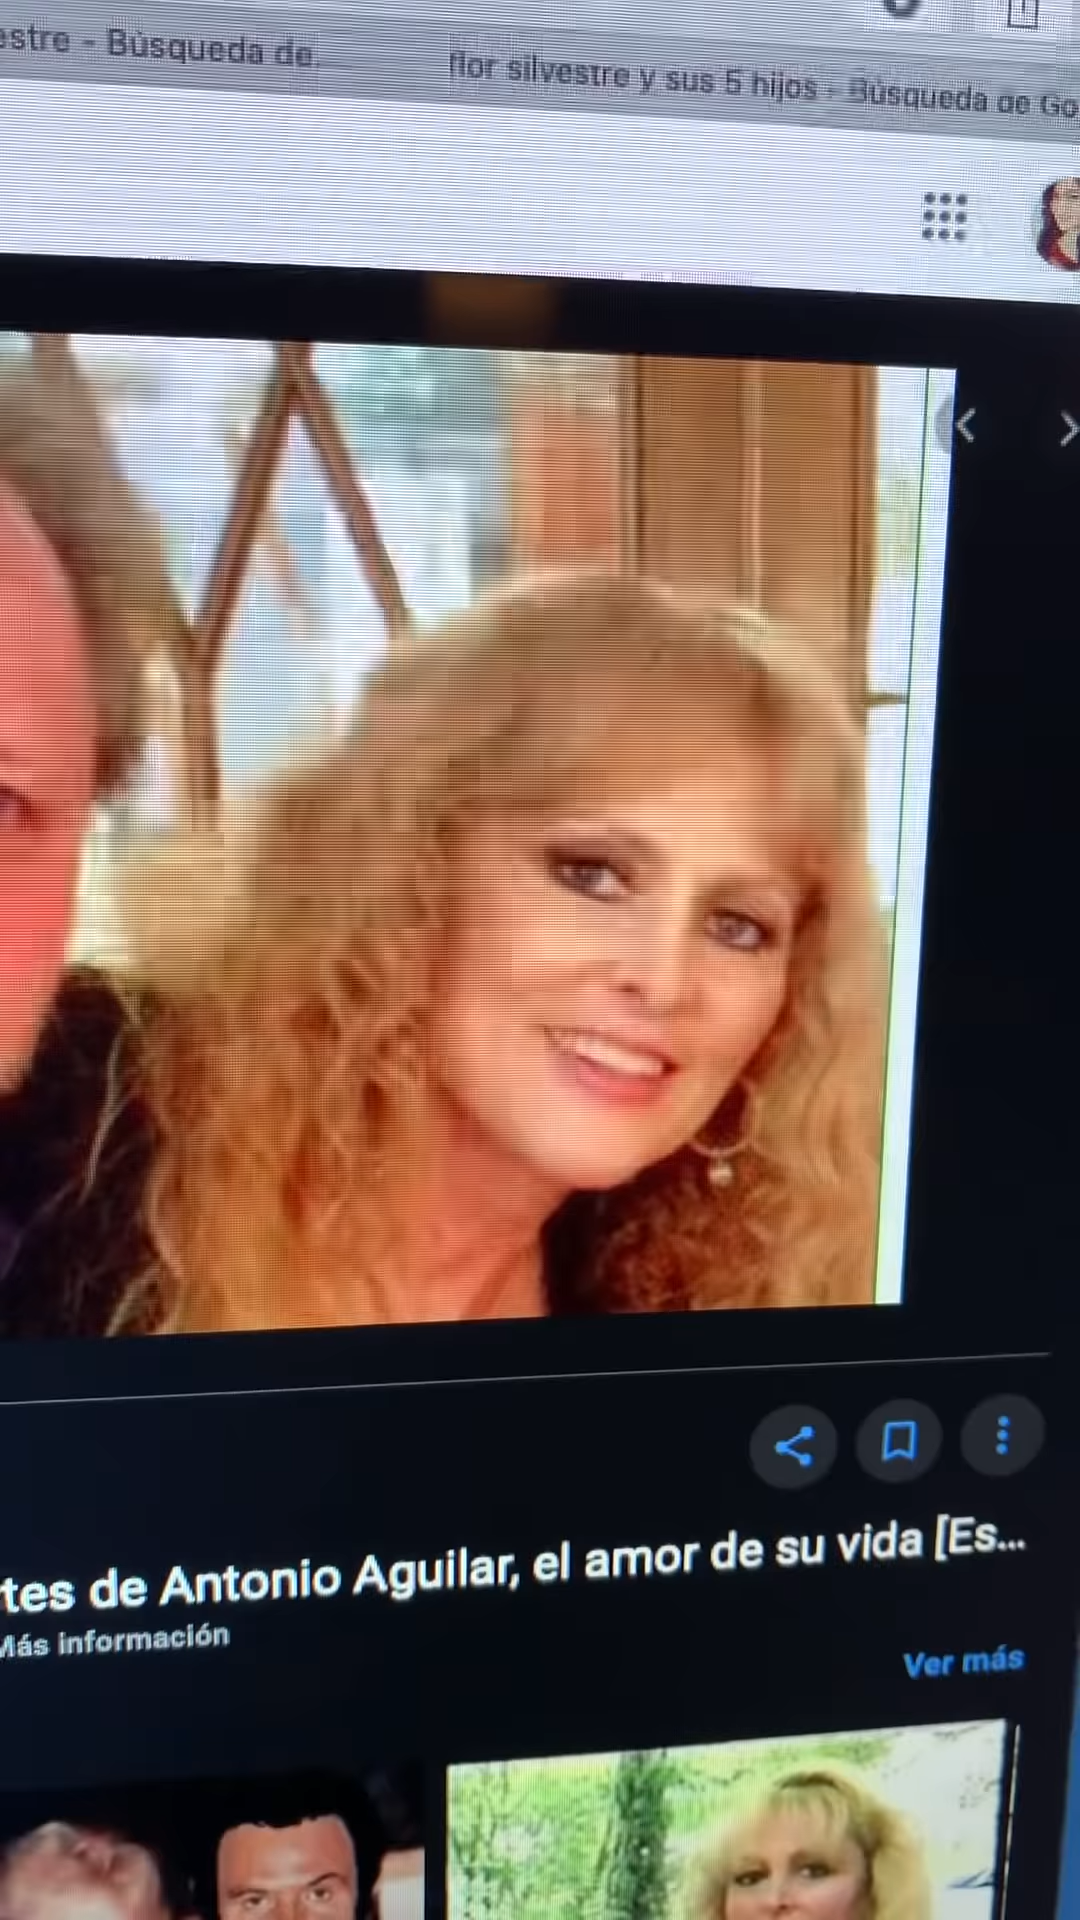 estre - Búsqueda de.
flor silvestre y sus 5 hijos - Búsqueda de Go
tes de Antonio Aguilar, el amor de su vida [Es...
Más información
Ver más